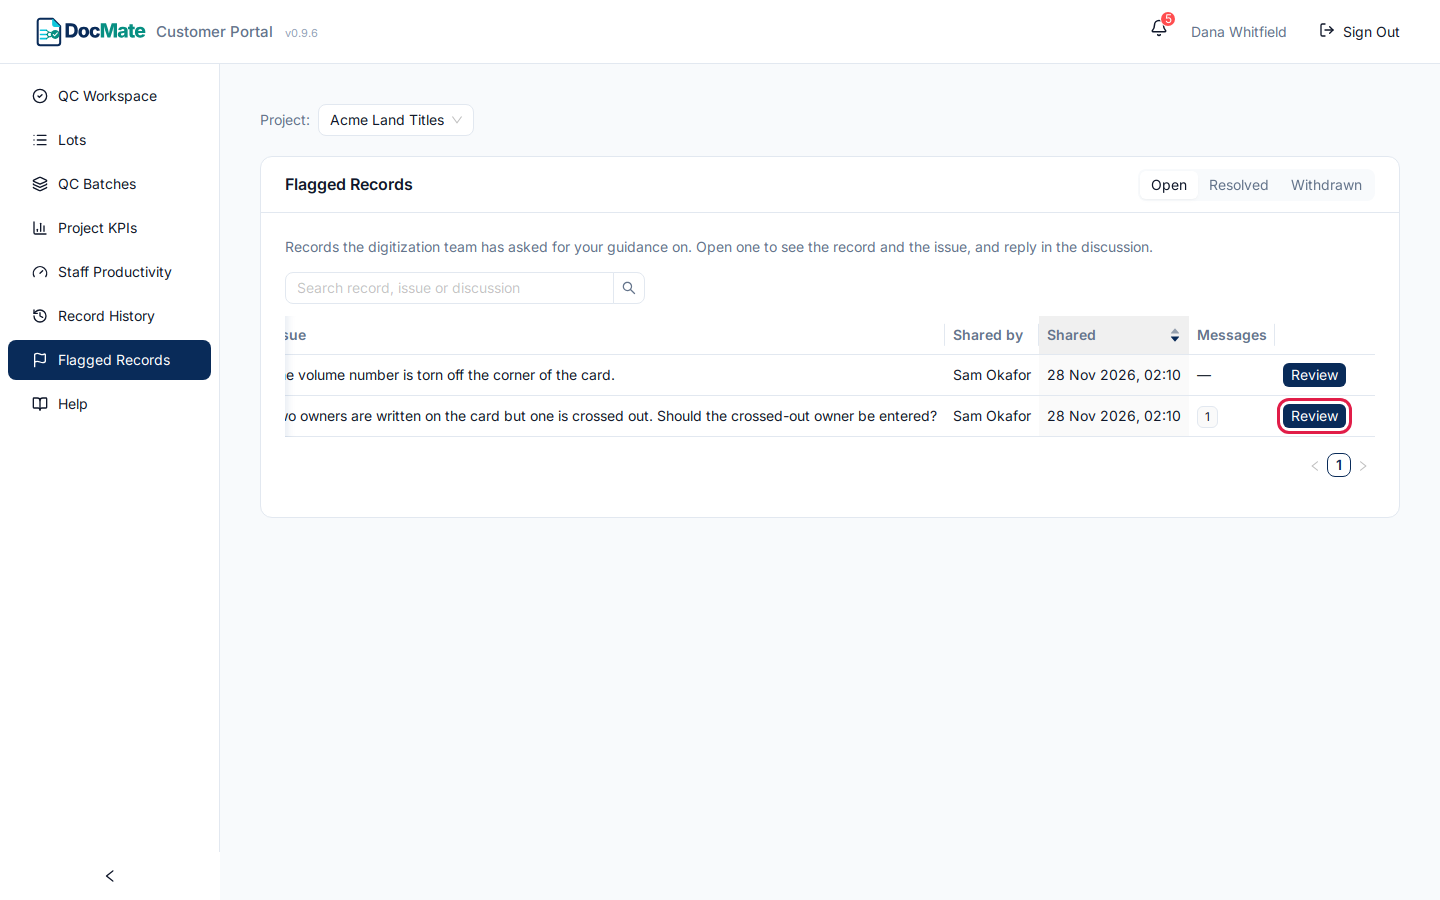 DocMate Customer Portal v0.9.6
5
Dana Whitfield
Sign Out
QC Workspace
Lots
QC Batches
Project KPIs
Staff Productivity
Record History
Flagged Records
Help
Project: Acme Land Titles
Flagged Records
Open Resolved Withdrawn
Records the digitization team has asked for your guidance on. Open one to see the record and the issue, and reply in the discussion.
Search record, issue or discussion
sue Shared by Shared Messages
e volume number is torn off the corner of the card. Sam Okafor 28 Nov 2026, 02:10 — Review
wo owners are written on the card but one is crossed out. Should the crossed-out owner be entered? Sam Okafor 28 Nov 2026, 02:10 1 Review
1